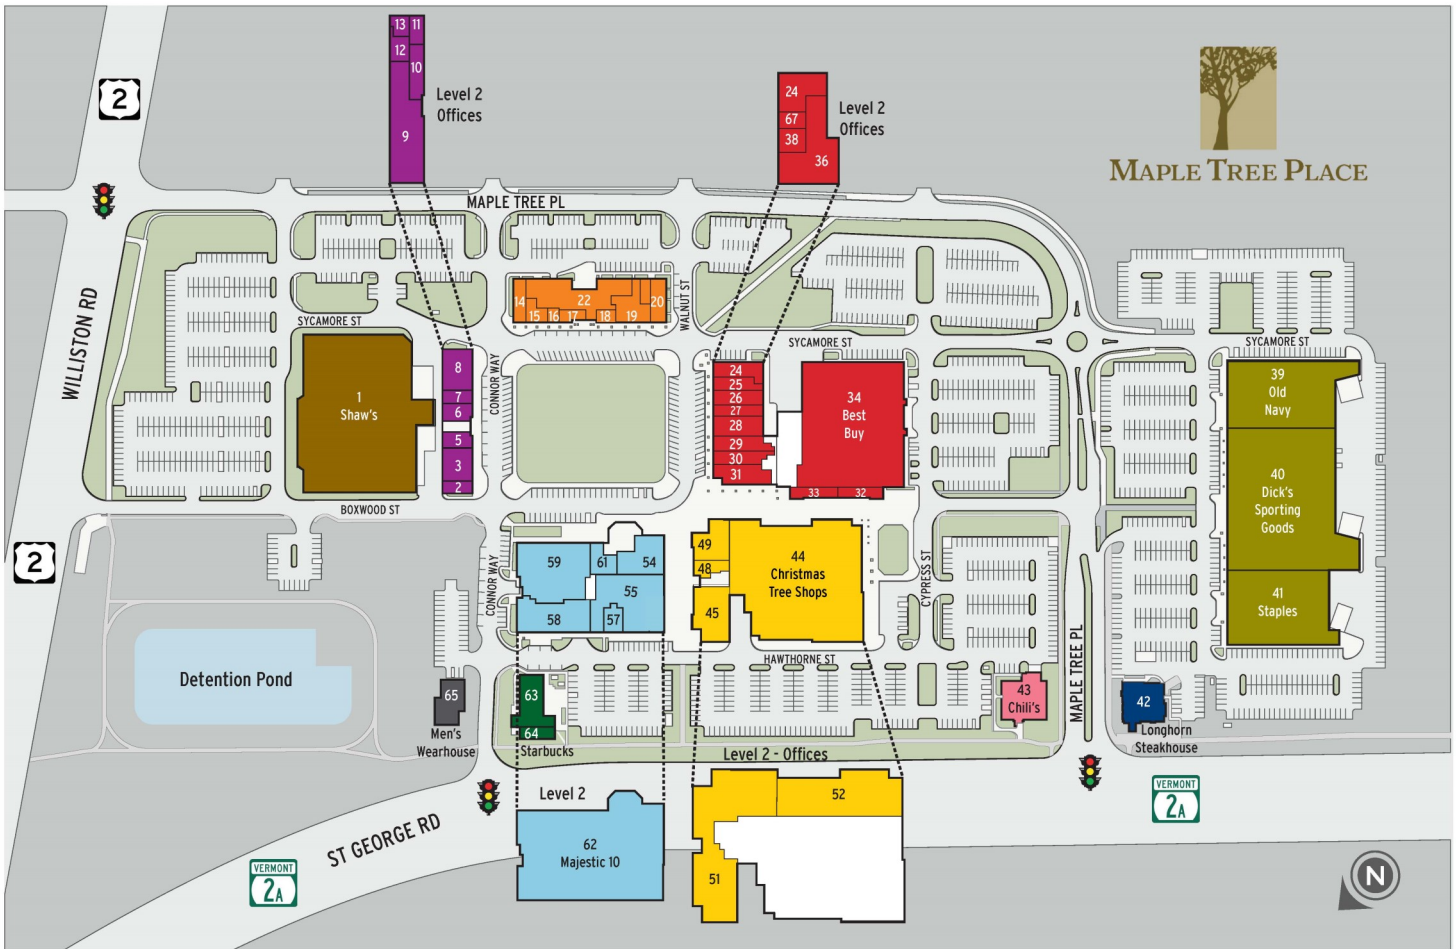 13 11
12
10
9
Level 2
Offices
2
24
67
38
36
Level 2
Offices
MAPLE TREE PLACE
MAPLE TREE PL
WILLISTON RD
SYCAMORE ST
14
22
20
15 16 17 18 19
WALNUT ST
SYCAMORE ST
SYCAMORE ST
1
Shaw's
8
7
6
5
3
2
CONNOR WAY
24
25
26
27
28
29
30
31
34
Best
Buy
33 32
39
Old
Navy
40
Dick's
Sporting
Goods
41
Staples
BOXWOOD ST
2
CONNOR WAY
59
61
54
55
58
57
49
48
45
44
Christmas
Tree Shops
CYPRESS ST
HAWTHORNE ST
MAPLE TREE PL
Detention Pond
65
Men's
Wearhouse
63
64
Starbucks
43
Chili's
42
Longhorn
Steakhouse
Level 2 - Offices
Level 2
62
Majestic 10
52
51
ST GEORGE RD
VERMONT
2A
VERMONT
2A
N